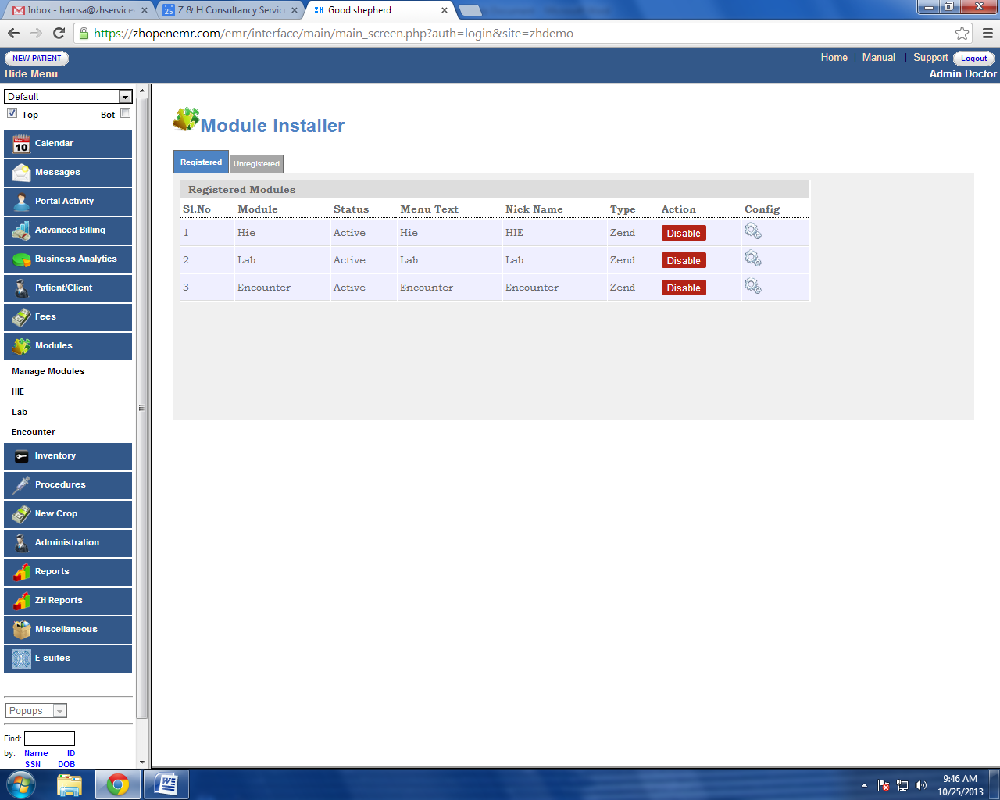 Inbox - hamsa@zhservices
Z & H Consultancy Servic
Good shepherd
https://zhopenemr.com/emr/interface/main/main_screen.php?auth=login&site=zhdemo
NEW PATIENT
Home | Manual | Support Logout
Hide Menu
Admin Doctor
Default
Top Bot
Calendar
Messages
Portal Activity
Advanced Billing
Business Analytics
Patient/Client
Fees
Modules
Manage Modules
HIE
Lab
Encounter
Inventory
Procedures
New Crop
Administration
Reports
ZH Reports
Miscellaneous
E-suites
Popups
Find:
by: Name ID
SSN DOB
Module Installer
Registered Unregistered
Registered Modules
Sl.No Module Status Menu Text Nick Name Type Action Config
1 Hie Active Hie HIE Zend Disable
2 Lab Active Lab Lab Zend Disable
3 Encounter Active Encounter Encounter Zend Disable
9:46 AM
10/25/2013